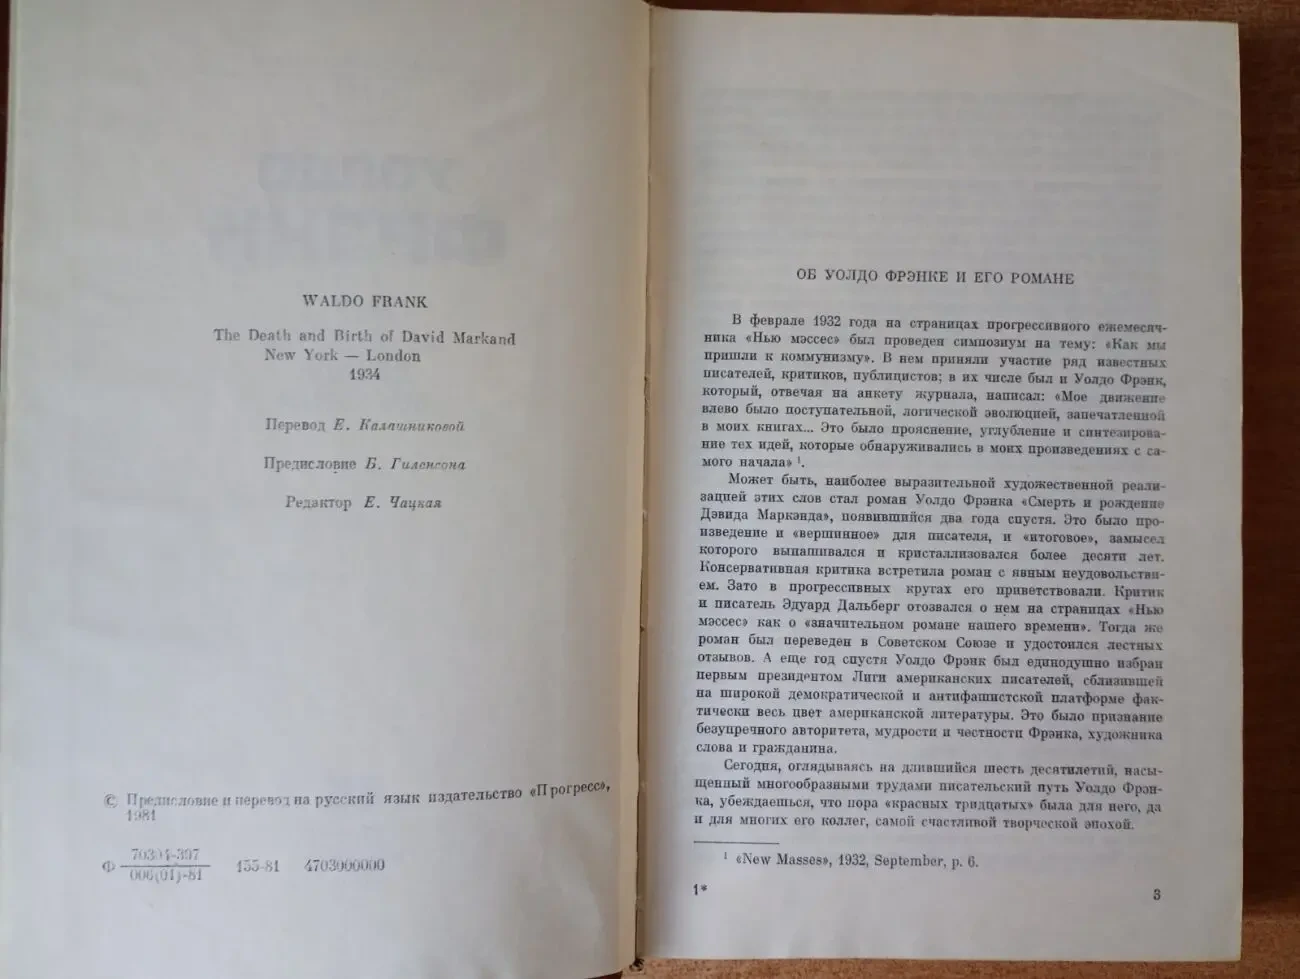 WALDO FRANK
The Death and Birth of David Markand
New York — London
1934
Перевод Е. Калашниковой
Предисловие Б. Гиленсона
Редактор Е. Чацкая
© Предисловие и перевод на русский язык издательство «Прогресс»,
1981
Ф 70304-397
006(01)-81
155-81 4703000000
ОБ УОЛДО ФРЭНКЕ И ЕГО РОМАНЕ
В феврале 1932 года на страницах прогрессивного ежемесяч-
ника «Нью мэссес» был проведен симпозиум на тему: «Как мы
пришли к коммунизму». В нем приняли участие ряд известных
писателей, критиков, публицистов; в их числе был и Уолдо Фрэнк,
который, отвечая на анкету журнала, написал: «Мое движение
влево было поступательной, логической эволюцией, запечатленной
в моих книгах... Это было прояснение, углубление и синтезирова-
ние тех идей, которые обнаруживались в моих произведениях с са-
мого начала» ¹.
Может быть, наиболее выразительной художественной реали-
зацией этих слов стал роман Уолдо Фрэнка «Смерть и рождение
Дэвида Маркэнда», появившийся два года спустя. Это было про-
изведение и «вершинное» для писателя, и «итоговое», замысел
которого вынашивался и кристаллизовался более десяти лет.
Консервативная критика встретила роман с явным неудовольстви-
ем. Зато в прогрессивных кругах его приветствовали. Критик
и писатель Эдуард Дальберг отозвался о нем на страницах «Нью
мэссес» как о «значительном романе нашего времени». Тогда же
роман был переведен в Советском Союзе и удостоился лестных
отзывов. А еще год спустя Уолдо Фрэнк был единодушно избран
первым президентом Лиги американских писателей, сблизившей
на широкой демократической и антифашистской платформе фак-
тически весь цвет американской литературы. Это было признание
безупречного авторитета, мудрости и честности Фрэнка, художника
слова и гражданина.
Сегодня, оглядываясь на длившийся шесть десятилетий, насы-
щенный многообразными трудами писательский путь Уолдо Фрэн-
ка, убеждаешься, что пора «красных тридцатых» была для него, да
и для многих его коллег, самой счастливой творческой эпохой.
¹ «New Masses», 1932, September, p. 6.
1*
3